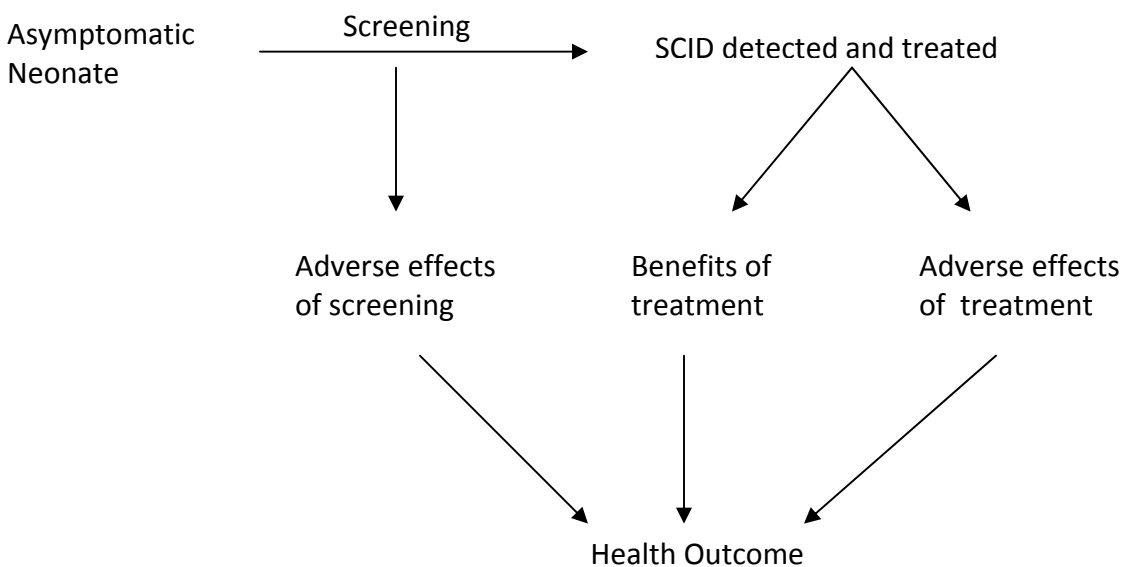 Asymptomatic
Neonate
Screening
SCID detected and treated
Adverse effects
of screening
Benefits of
treatment
Adverse effects
of treatment
Health Outcome